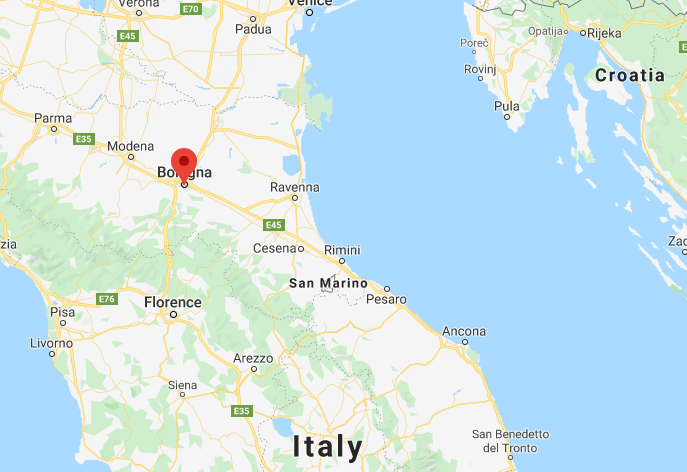 Verona
E70
Venice
E45
Padua
Opatija
Rijeka
Poreč
Rovinj
Croatia
Pula
Parma
E35
Modena
Bologna
Ravenna
E45
Cesena
Rimini
San Marino
Pesaro
E76
Florence
Pisa
Livorno
Ancona
Arezzo
Siena
E35
Italy
San Benedetto
del Tronto